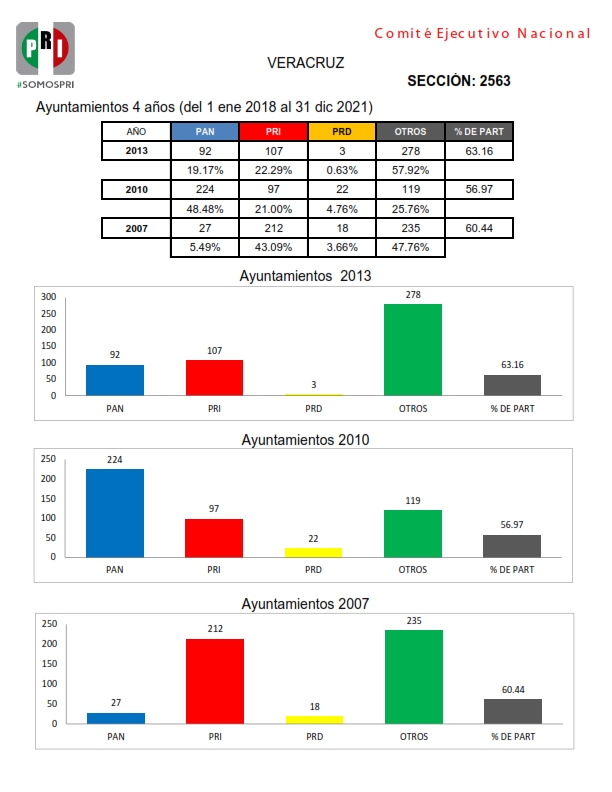 Comité Ejecutivo Nacional
PRI
#SOMOSPRI
VERACRUZ
SECCIÓN: 2563
Ayuntamientos 4 años (del 1 ene 2018 al 31 dic 2021)
AÑO PAN PRI PRD OTROS % DE PART
2013 92 107 3 278 63.16
19.17% 22.29% 0.63% 57.92%
2010 224 97 22 119 56.97
48.48% 21.00% 4.76% 25.76%
2007 27 212 18 235 60.44
5.49% 43.09% 3.66% 47.76%
Ayuntamientos 2013
300
250
200
150
100
50
0
92 107 3 278 63.16
PAN PRI PRD OTROS % DE PART
Ayuntamientos 2010
250
200
150
100
50
0
224 97 22 119 56.97
PAN PRI PRD OTROS % DE PART
Ayuntamientos 2007
250
200
150
100
50
0
27 212 18 235 60.44
PAN PRI PRD OTROS % DE PART